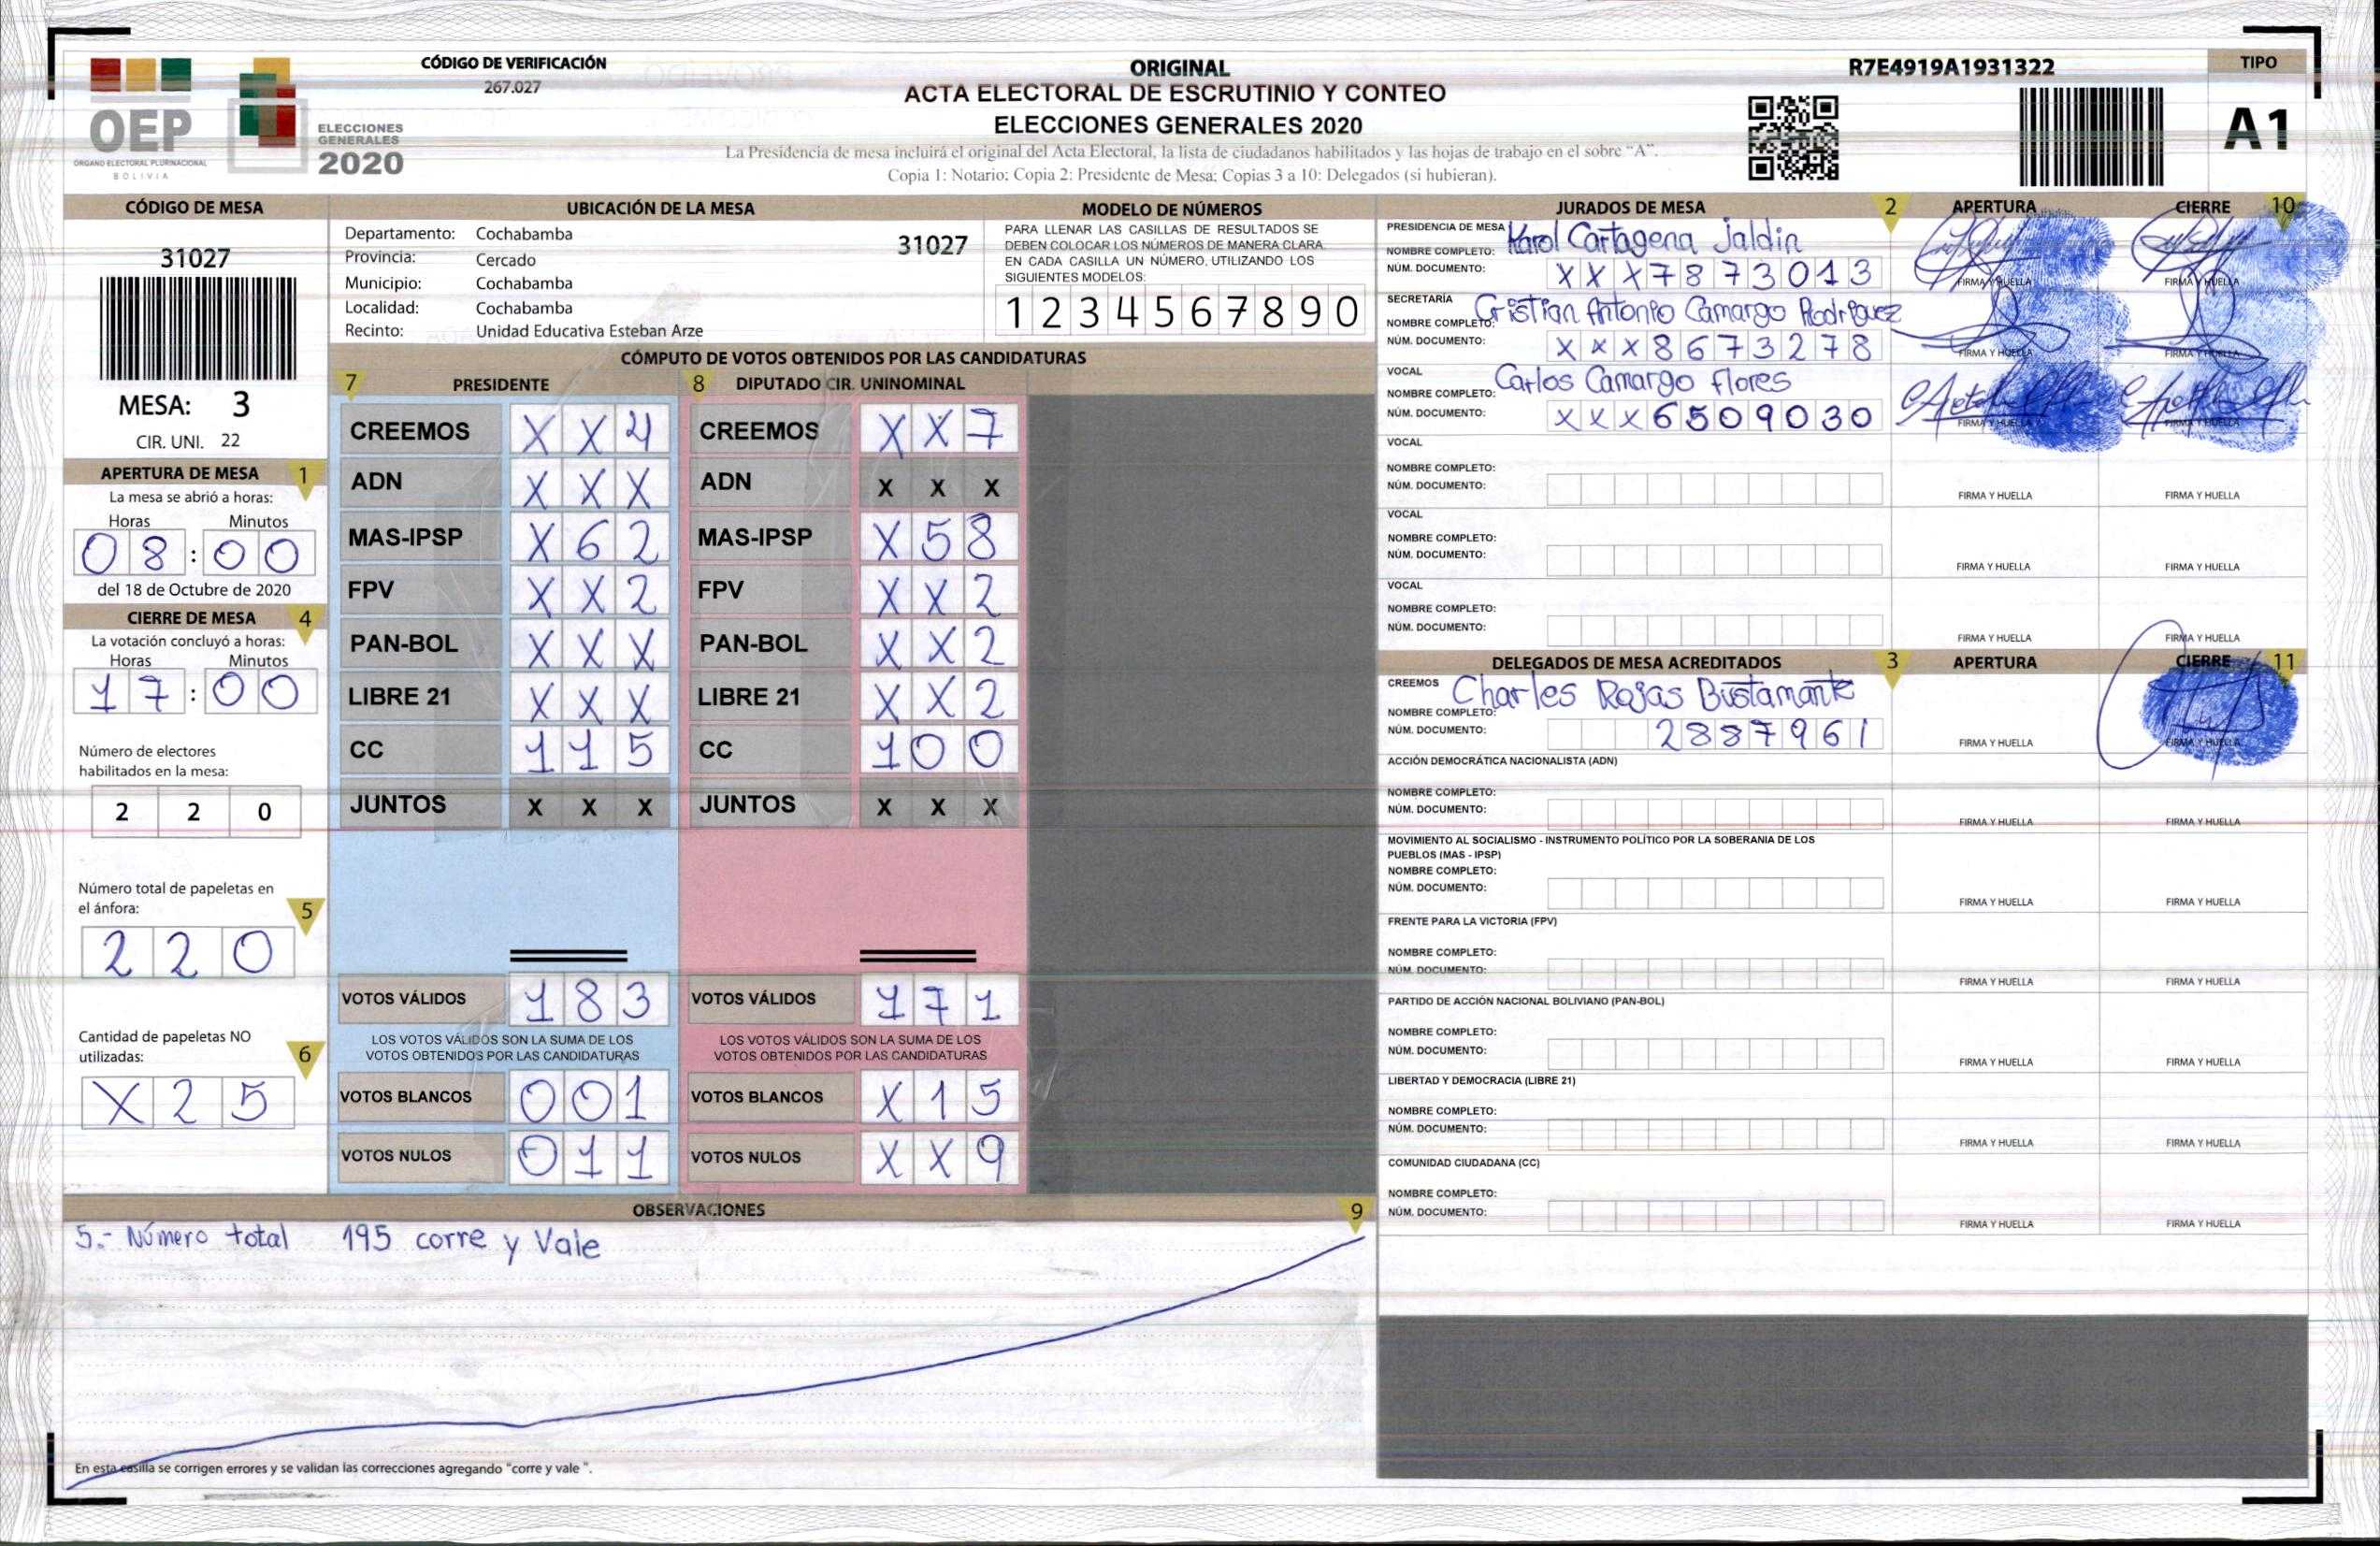 CÓDIGO DE VERIFICACIÓN
267.027
OEP
ÓRGANO ELECTORAL PLURINACIONAL
BOLIVIA
ELECCIONES
GENERALES
2020
ORIGINAL
ACTA ELECTORAL DE ESCRUTINIO Y CONTEO
ELECCIONES GENERALES 2020
La Presidencia de mesa incluirá el original del Acta Electoral, la lista de ciudadanos habilitados y las hojas de trabajo en el sobre “A”.
Copia 1: Notario; Copia 2: Presidente de Mesa; Copias 3 a 10: Delegados (si hubieran).
R7E4919A1931322
TIPO
A1
CÓDIGO DE MESA
31027
MESA: 3
CIR. UNI. 22
APERTURA DE MESA 1
La mesa se abrió a horas:
Horas Minutos
08:00
del 18 de Octubre de 2020
CIERRE DE MESA 4
La votación concluyó a horas:
Horas Minutos
17:00
Número de electores
habilitados en la mesa:
2 2 0
Número total de papeletas en
el ánfora: 5
2 2 0
Cantidad de papeletas NO
utilizadas: 6
X 2 5
UBICACIÓN DE LA MESA
Departamento: Cochabamba 31027
Provincia: Cercado
Municipio: Cochabamba
Localidad: Cochabamba
Recinto: Unidad Educativa Esteban Arze
MODELO DE NÚMEROS
PARA LLENAR LAS CASILLAS DE RESULTADOS SE
DEBEN COLOCAR LOS NÚMEROS DE MANERA CLARA.
EN CADA CASILLA UN NÚMERO, UTILIZANDO LOS
SIGUIENTES MODELOS:
1 2 3 4 5 6 7 8 9 0
CÓMPUTO DE VOTOS OBTENIDOS POR LAS CANDIDATURAS
7 PRESIDENTE 8 DIPUTADO CIR. UNINOMINAL
CREEMOS X X 4 CREEMOS X X 7
ADN X X X ADN X X X
MAS-IPSP X 6 2 MAS-IPSP X 5 8
FPV X X 2 FPV X X 2
PAN-BOL X X X PAN-BOL X X 2
LIBRE 21 X X X LIBRE 21 X X 2
CC 1 1 5 CC 1 0 0
JUNTOS X X X JUNTOS X X X
VOTOS VÁLIDOS 1 8 3 VOTOS VÁLIDOS 1 7 1
LOS VOTOS VÁLIDOS SON LA SUMA DE LOS LOS VOTOS VÁLIDOS SON LA SUMA DE LOS
VOTOS OBTENIDOS POR LAS CANDIDATURAS VOTOS OBTENIDOS POR LAS CANDIDATURAS
VOTOS BLANCOS 0 0 1 VOTOS BLANCOS X 1 5
VOTOS NULOS 0 1 1 VOTOS NULOS X X 9
OBSERVACIONES 9
5.- Número total 195 corre y Vale
En esta casilla se corrigen errores y se validan las correcciones agregando "corre y vale ".
JURADOS DE MESA 2 APERTURA CIERRE 10
PRESIDENCIA DE MESA
NOMBRE COMPLETO: Karol Cartagena Jaldin
NÚM. DOCUMENTO: X X X 7 8 7 3 0 1 3 FIRMA Y HUELLA FIRMA Y HUELLA
SECRETARÍA
NOMBRE COMPLETO: Cristian Antonio Camargo Rodriguez
NÚM. DOCUMENTO: X X X 8 6 7 3 2 7 8 FIRMA Y HUELLA FIRMA Y HUELLA
VOCAL
NOMBRE COMPLETO: Carlos Camargo flores
NÚM. DOCUMENTO: X X X 6 5 0 9 0 3 0 FIRMA Y HUELLA FIRMA Y HUELLA
VOCAL
NOMBRE COMPLETO:
NÚM. DOCUMENTO: FIRMA Y HUELLA FIRMA Y HUELLA
VOCAL
NOMBRE COMPLETO:
NÚM. DOCUMENTO: FIRMA Y HUELLA FIRMA Y HUELLA
VOCAL
NOMBRE COMPLETO:
NÚM. DOCUMENTO: FIRMA Y HUELLA FIRMA Y HUELLA
DELEGADOS DE MESA ACREDITADOS 3 APERTURA CIERRE 11
CREEMOS
NOMBRE COMPLETO: Charles Rojas Bustamante
NÚM. DOCUMENTO: 2 8 8 7 9 6 1 FIRMA Y HUELLA FIRMA Y HUELLA
ACCIÓN DEMOCRÁTICA NACIONALISTA (ADN)
NOMBRE COMPLETO:
NÚM. DOCUMENTO: FIRMA Y HUELLA FIRMA Y HUELLA
MOVIMIENTO AL SOCIALISMO - INSTRUMENTO POLÍTICO POR LA SOBERANIA DE LOS
PUEBLOS (MAS - IPSP)
NOMBRE COMPLETO:
NÚM. DOCUMENTO: FIRMA Y HUELLA FIRMA Y HUELLA
FRENTE PARA LA VICTORIA (FPV)
NOMBRE COMPLETO:
NÚM. DOCUMENTO: FIRMA Y HUELLA FIRMA Y HUELLA
PARTIDO DE ACCIÓN NACIONAL BOLIVIANO (PAN-BOL)
NOMBRE COMPLETO:
NÚM. DOCUMENTO: FIRMA Y HUELLA FIRMA Y HUELLA
LIBERTAD Y DEMOCRACIA (LIBRE 21)
NOMBRE COMPLETO:
NÚM. DOCUMENTO: FIRMA Y HUELLA FIRMA Y HUELLA
COMUNIDAD CIUDADANA (CC)
NOMBRE COMPLETO:
NÚM. DOCUMENTO: FIRMA Y HUELLA FIRMA Y HUELLA